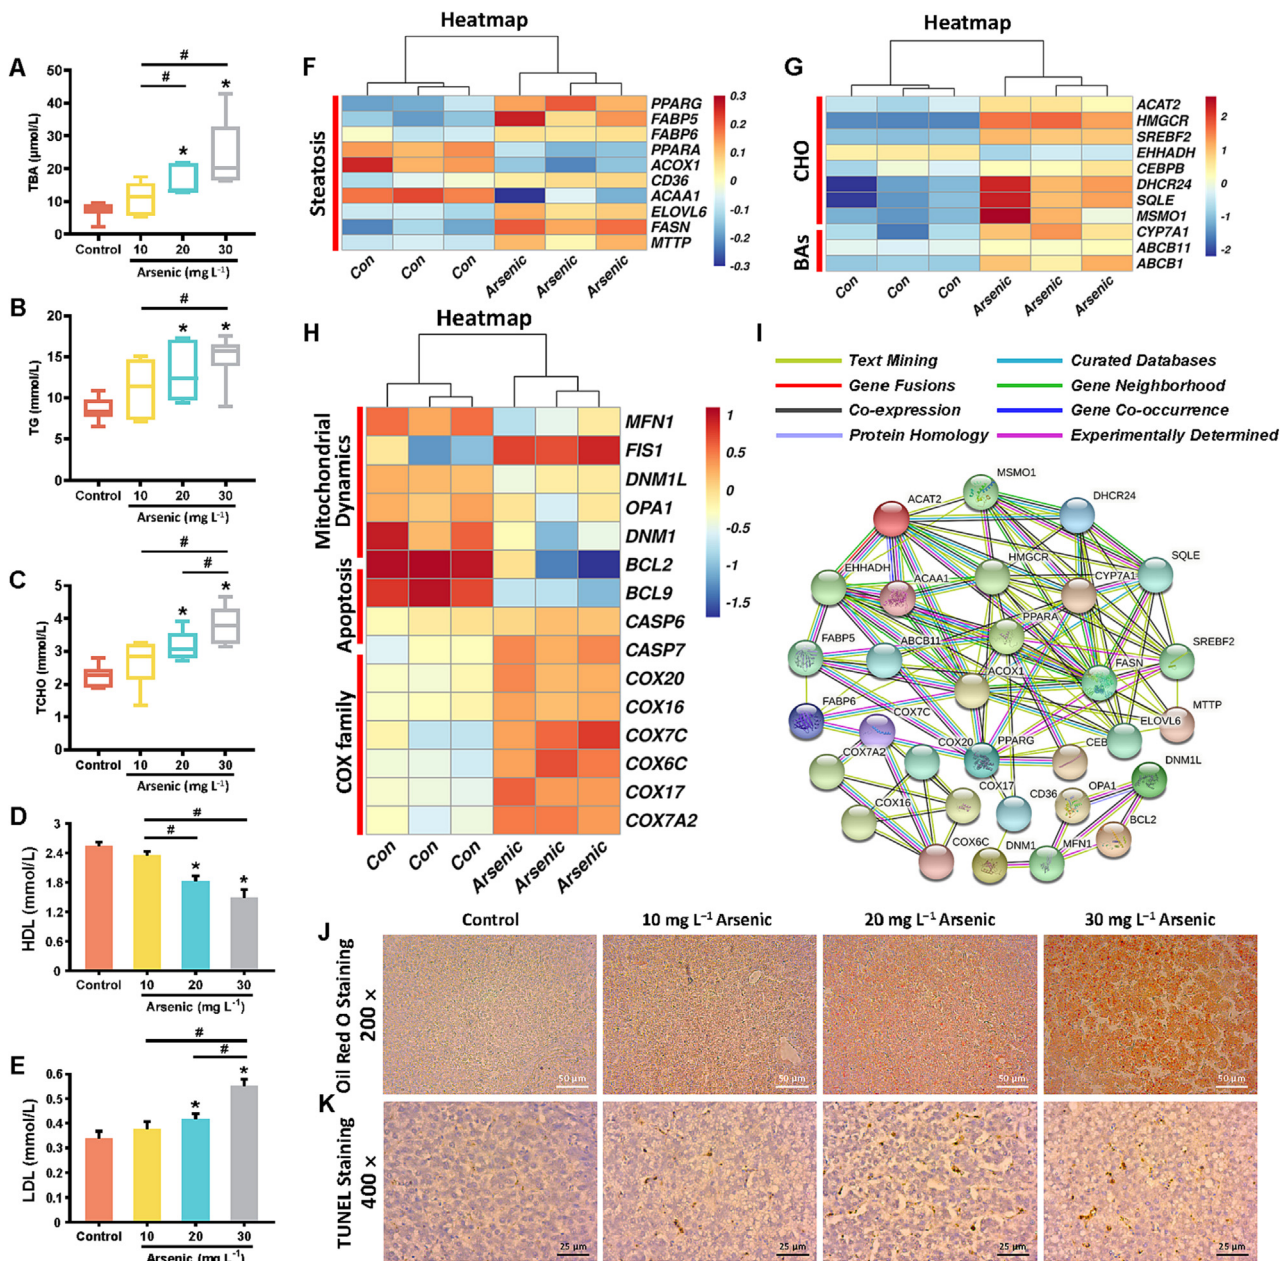 A
TBA (μmol/L)
50
40
30
20
10
0
#
#
*
*
Control
10
20
30
Arsenic (mg L⁻¹)
B
TG (mmol/L)
20
15
10
5
0
#
*
*
Control
10
20
30
Arsenic (mg L⁻¹)
C
TCHO (mmol/L)
5
4
3
2
1
0
#
#
*
*
Control
10
20
30
Arsenic (mg L⁻¹)
D
HDL (mmol/L)
3
2.4
1.8
1.2
0.6
0
#
#
*
*
Control
10
20
30
Arsenic (mg L⁻¹)
E
LDL (mmol/L)
0.6
0.5
0.4
0.3
0.2
0.1
0
#
#
*
*
Control
10
20
30
Arsenic (mg L⁻¹)
F
Heatmap
Steatosis
PPARG
FABP5
FABP6
PPARA
ACOX1
CD36
ACAA1
ELOVL6
FASN
MTTP
Con
Con
Con
Arsenic
Arsenic
Arsenic
0.3
0.2
0.1
0
-0.1
-0.2
-0.3
G
Heatmap
CHO
BAs
ACAT2
HMGCR
SREBF2
EHHADH
CEBPB
DHCR24
SQLE
MSMO1
CYP7A1
ABCB11
ABCB1
Con
Con
Con
Arsenic
Arsenic
Arsenic
2
1
0
-1
-2
H
Heatmap
Mitochondrial
Dynamics
Apoptosis
COX family
MFN1
FIS1
DNM1L
OPA1
DNM1
BCL2
BCL9
CASP6
CASP7
COX20
COX16
COX7C
COX6C
COX17
COX7A2
Con
Con
Con
Arsenic
Arsenic
Arsenic
1
0.5
0
-0.5
-1
-1.5
I
Text Mining
Curated Databases
Gene Fusions
Gene Neighborhood
Co-expression
Gene Co-occurrence
Protein Homology
Experimentally Determined
MSMO1
ACAT2
DHCR24
HMGCR
SQLE
EHHADH
ACAA1
CYP7A1
PPARA
FABP5
ABCB11
SREBF2
FASN
ACOX1
FABP6
COX7C
MTTP
ELOVL6
COX7A2
COX20
PPARG
CEB
DNM1L
COX17
CD36
OPA1
COX16
BCL2
COX6C
DNM1
MFN1
J
Control
10 mg L⁻¹ Arsenic
20 mg L⁻¹ Arsenic
30 mg L⁻¹ Arsenic
Oil Red O Staining
200 ×
50 μm
50 μm
50 μm
50 μm
K
TUNEL Staining
400 ×
25 μm
25 μm
25 μm
25 μm